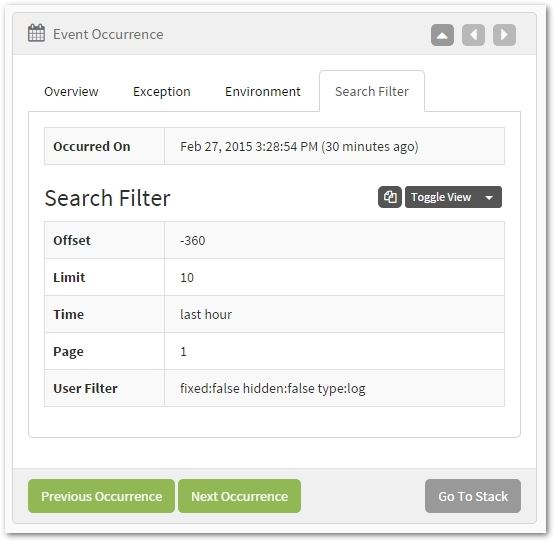 Event Occurrence
Overview Exception Environment Search Filter
Occurred On Feb 27, 2015 3:28:54 PM (30 minutes ago)
Search Filter Toggle View
Offset -360
Limit 10
Time last hour
Page 1
User Filter fixed:false hidden:false type:log
Previous Occurrence Next Occurrence Go To Stack